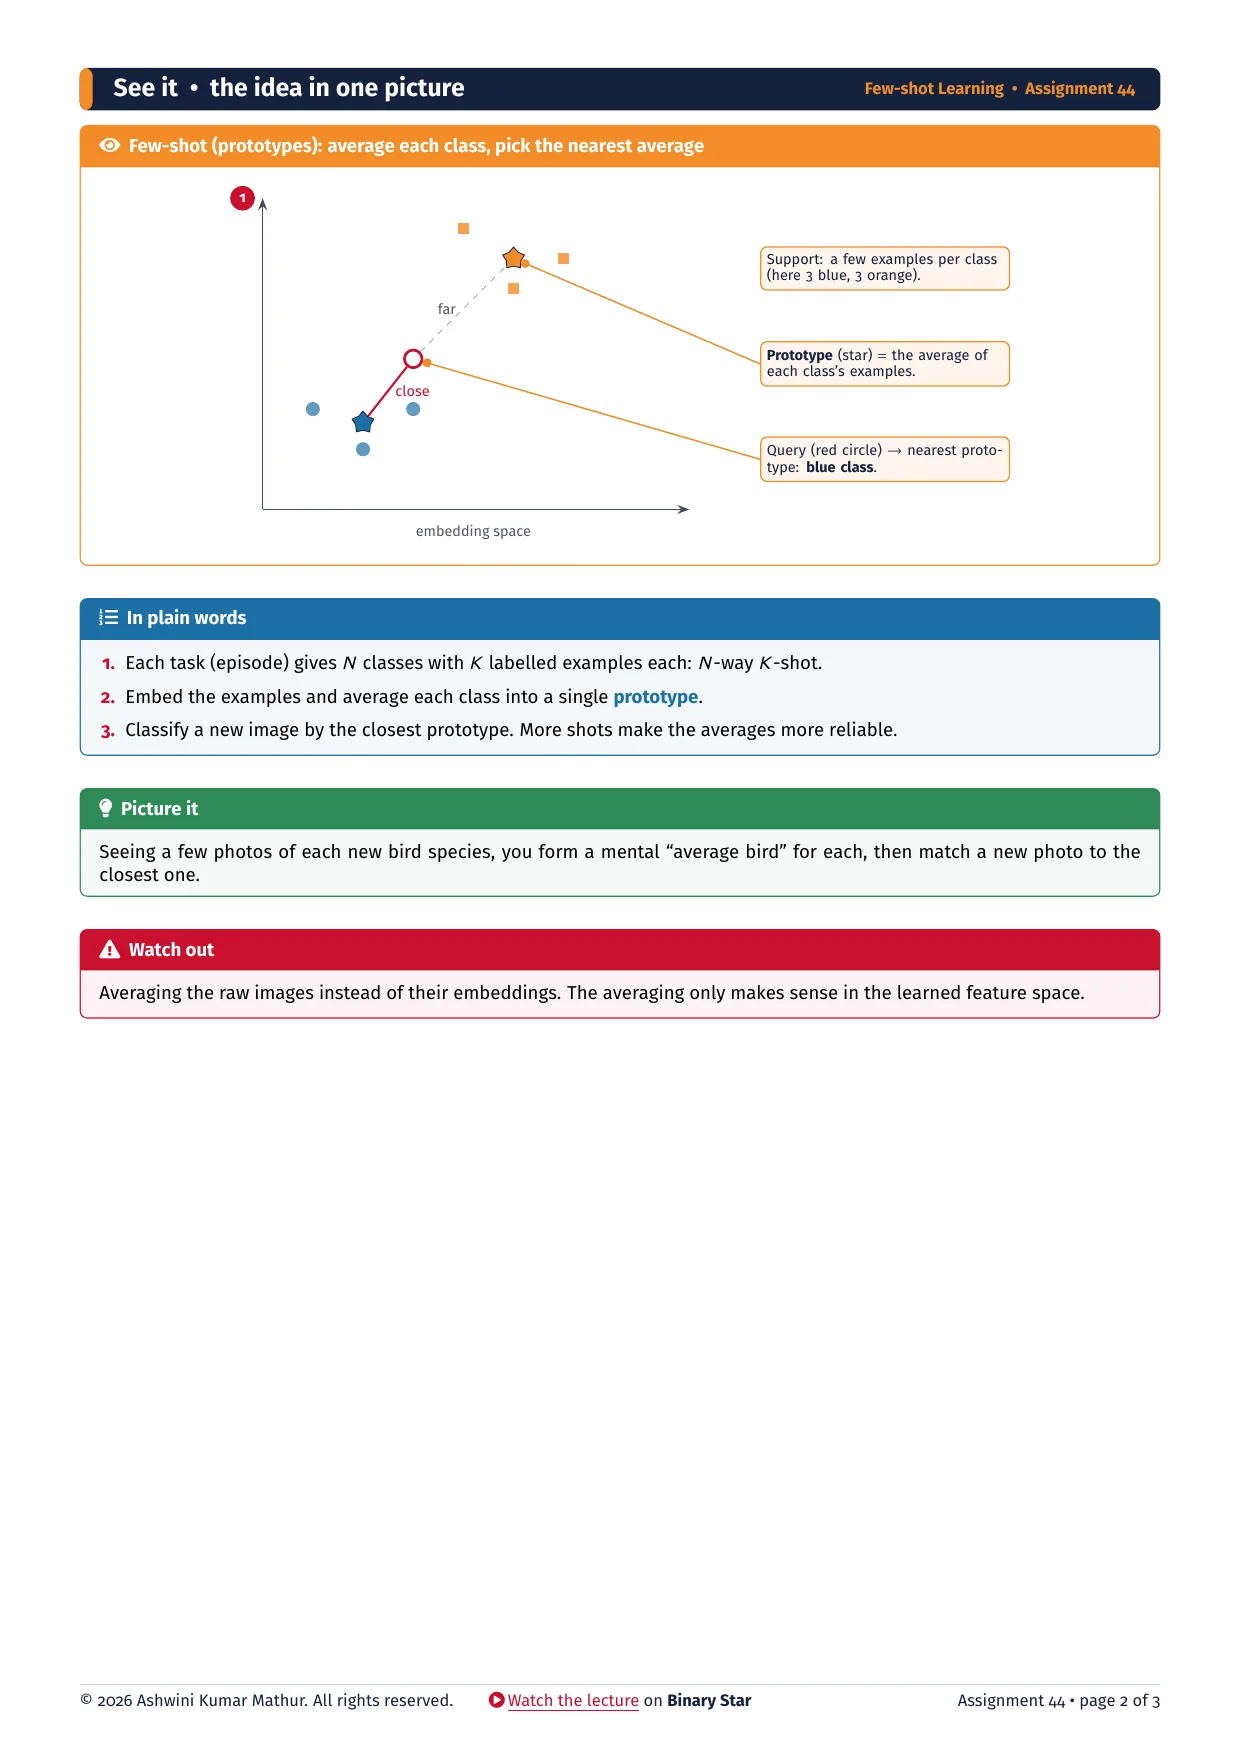 See it • the idea in one picture
Few-shot Learning • Assignment 44
Few-shot (prototypes): average each class, pick the nearest average
1
far
close
embedding space
Support: a few examples per class
(here 3 blue, 3 orange).
Prototype (star) = the average of
each class's examples.
Query (red circle) → nearest proto-
type: blue class.
In plain words
1. Each task (episode) gives N classes with K labelled examples each: N-way K-shot.
2. Embed the examples and average each class into a single prototype.
3. Classify a new image by the closest prototype. More shots make the averages more reliable.
Picture it
Seeing a few photos of each new bird species, you form a mental “average bird” for each, then match a new photo to the
closest one.
Watch out
Averaging the raw images instead of their embeddings. The averaging only makes sense in the learned feature space.
© 2026 Ashwini Kumar Mathur. All rights reserved.
Watch the lecture on Binary Star
Assignment 44 • page 2 of 3